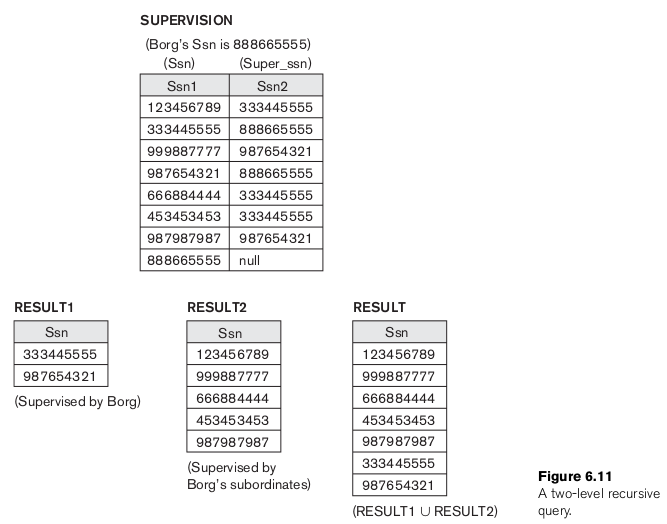 SUPERVISION
(Borg's Ssn is 888665555)
(Ssn) (Super_ssn)
Ssn1 Ssn2
123456789 333445555
333445555 888665555
999887777 987654321
987654321 888665555
666884444 333445555
453453453 333445555
987987987 987654321
888665555 null
RESULT1
Ssn
333445555
987654321
(Supervised by Borg)
RESULT2
Ssn
123456789
999887777
666884444
453453453
987987987
(Supervised by
Borg's subordinates)
RESULT
Ssn
123456789
999887777
666884444
453453453
987987987
333445555
987654321
(RESULT1 ∪ RESULT2)
Figure 6.11
A two-level recursive
query.